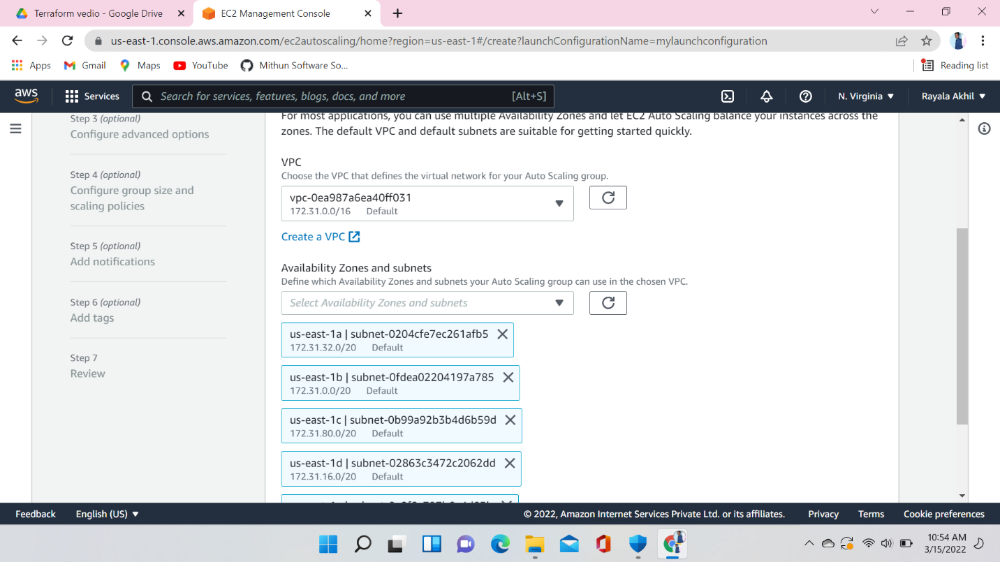 Terraform vedio - Google Drive
EC2 Management Console
us-east-1.console.aws.amazon.com/ec2autoscaling/home?region=us-east-1#/create?launchConfigurationName=mylaunchconfiguration
Apps
Gmail
Maps
YouTube
Mithun Software So...
Reading list
aws
Services
Search for services, features, blogs, docs, and more
[Alt+S]
N. Virginia
Rayala Akhil
Step 3 (optional)
Configure advanced options
Step 4 (optional)
Configure group size and
scaling policies
Step 5 (optional)
Add notifications
Step 6 (optional)
Add tags
Step 7
Review
For most applications, you can use multiple Availability Zones and let EC2 Auto Scaling balance your instances across the
zones. The default VPC and default subnets are suitable for getting started quickly.
VPC
Choose the VPC that defines the virtual network for your Auto Scaling group.
vpc-0ea987a6ea40ff031
172.31.0.0/16 Default
Create a VPC
Availability Zones and subnets
Define which Availability Zones and subnets your Auto Scaling group can use in the chosen VPC.
Select Availability Zones and subnets
us-east-1a | subnet-0204cfe7ec261afb5
172.31.32.0/20 Default
us-east-1b | subnet-0fdea02204197a785
172.31.0.0/20 Default
us-east-1c | subnet-0b99a92b3b4d6b59d
172.31.80.0/20 Default
us-east-1d | subnet-02863c3472c2062dd
172.31.16.0/20 Default
Feedback
English (US)
© 2022, Amazon Internet Services Private Ltd. or its affiliates.
Privacy
Terms
Cookie preferences
10:54 AM
3/15/2022